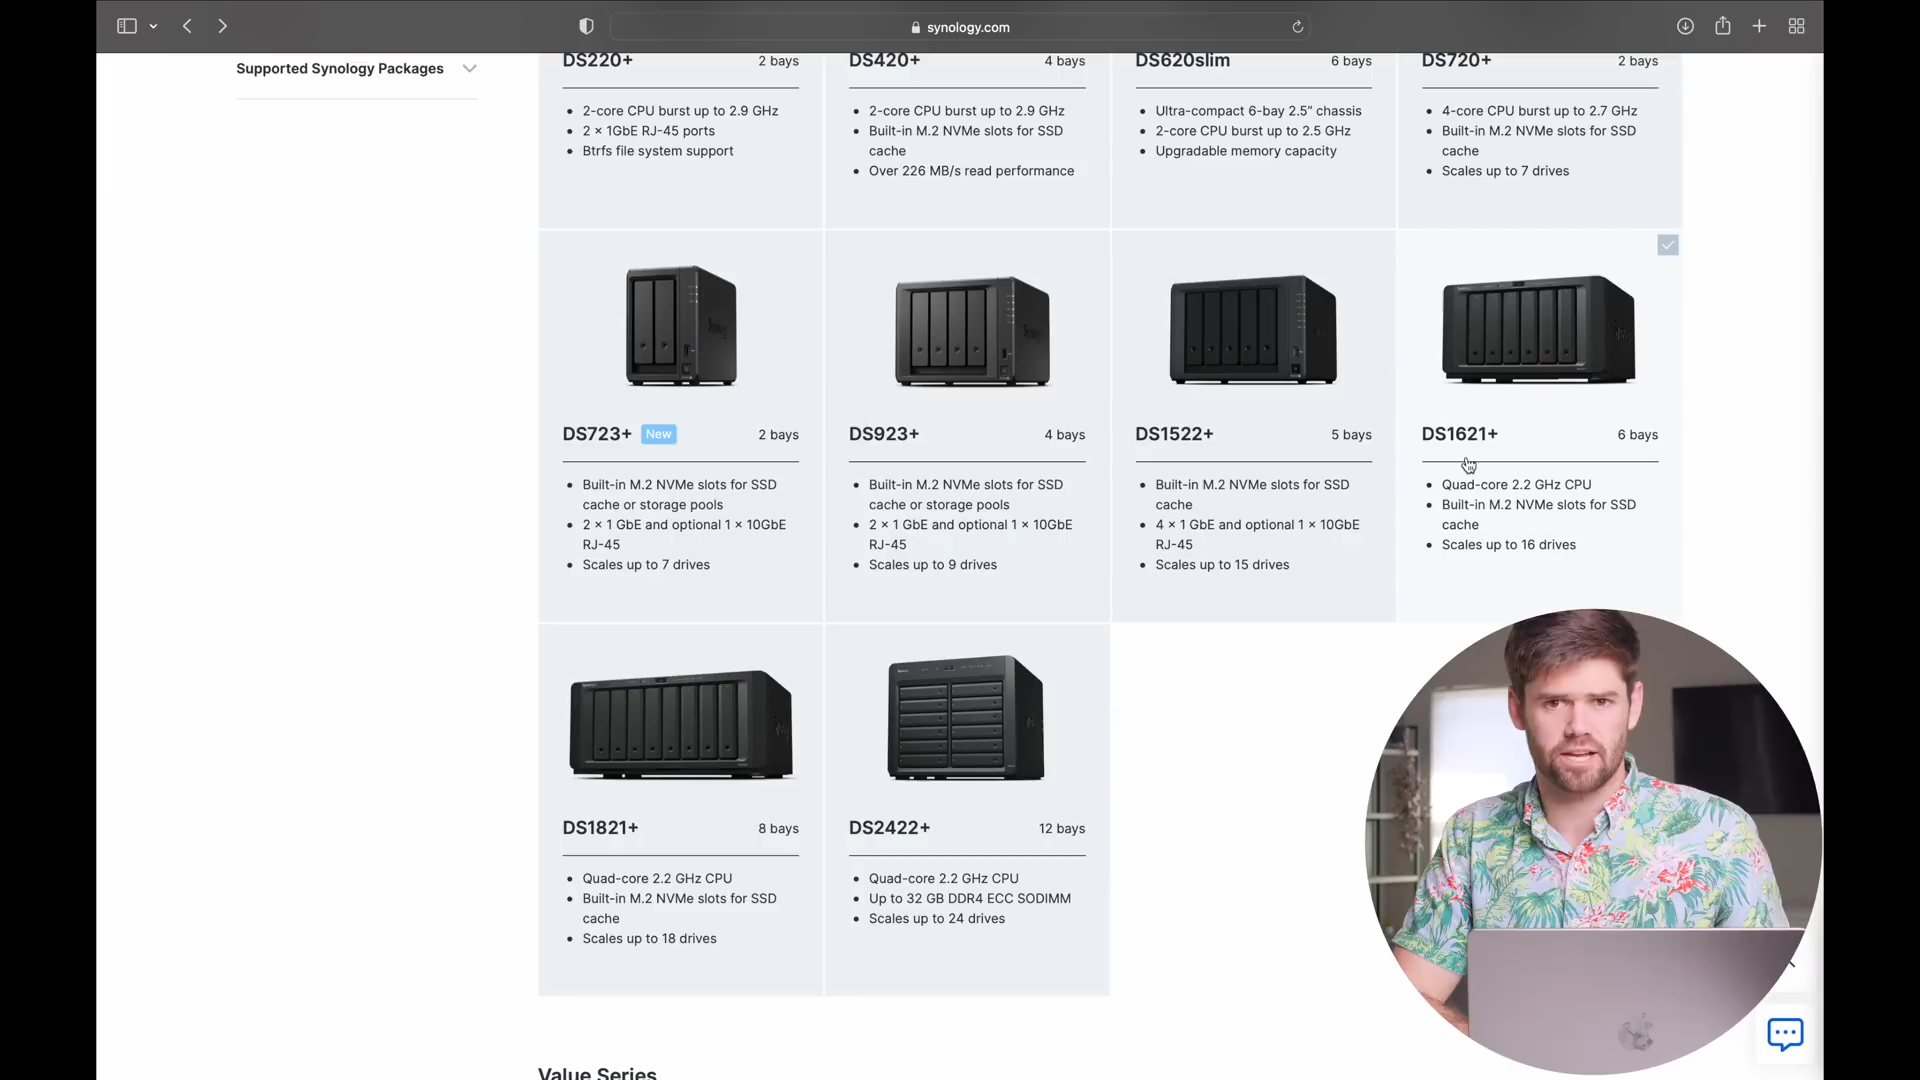 synology.com
Supported Synology Packages
DS220+ 2 bays
2-core CPU burst up to 2.9 GHz
2 × 1GbE RJ-45 ports
Btrfs file system support
DS420+ 4 bays
2-core CPU burst up to 2.9 GHz
Built-in M.2 NVMe slots for SSD
cache
Over 226 MB/s read performance
DS620slim 6 bays
Ultra-compact 6-bay 2.5" chassis
2-core CPU burst up to 2.5 GHz
Upgradable memory capacity
DS720+ 2 bays
4-core CPU burst up to 2.7 GHz
Built-in M.2 NVMe slots for SSD
cache
Scales up to 7 drives
DS723+ New 2 bays
Built-in M.2 NVMe slots for SSD
cache or storage pools
2 × 1 GbE and optional 1 × 10GbE
RJ-45
Scales up to 7 drives
DS923+ 4 bays
Built-in M.2 NVMe slots for SSD
cache or storage pools
2 × 1 GbE and optional 1 × 10GbE
RJ-45
Scales up to 9 drives
DS1522+ 5 bays
Built-in M.2 NVMe slots for SSD
cache
4 × 1 GbE and optional 1 × 10GbE
RJ-45
Scales up to 15 drives
DS1621+ 6 bays
Quad-core 2.2 GHz CPU
Built-in M.2 NVMe slots for SSD
cache
Scales up to 16 drives
DS1821+ 8 bays
Quad-core 2.2 GHz CPU
Built-in M.2 NVMe slots for SSD
cache
Scales up to 18 drives
DS2422+ 12 bays
Quad-core 2.2 GHz CPU
Up to 32 GB DDR4 ECC SODIMM
Scales up to 24 drives
Value Series